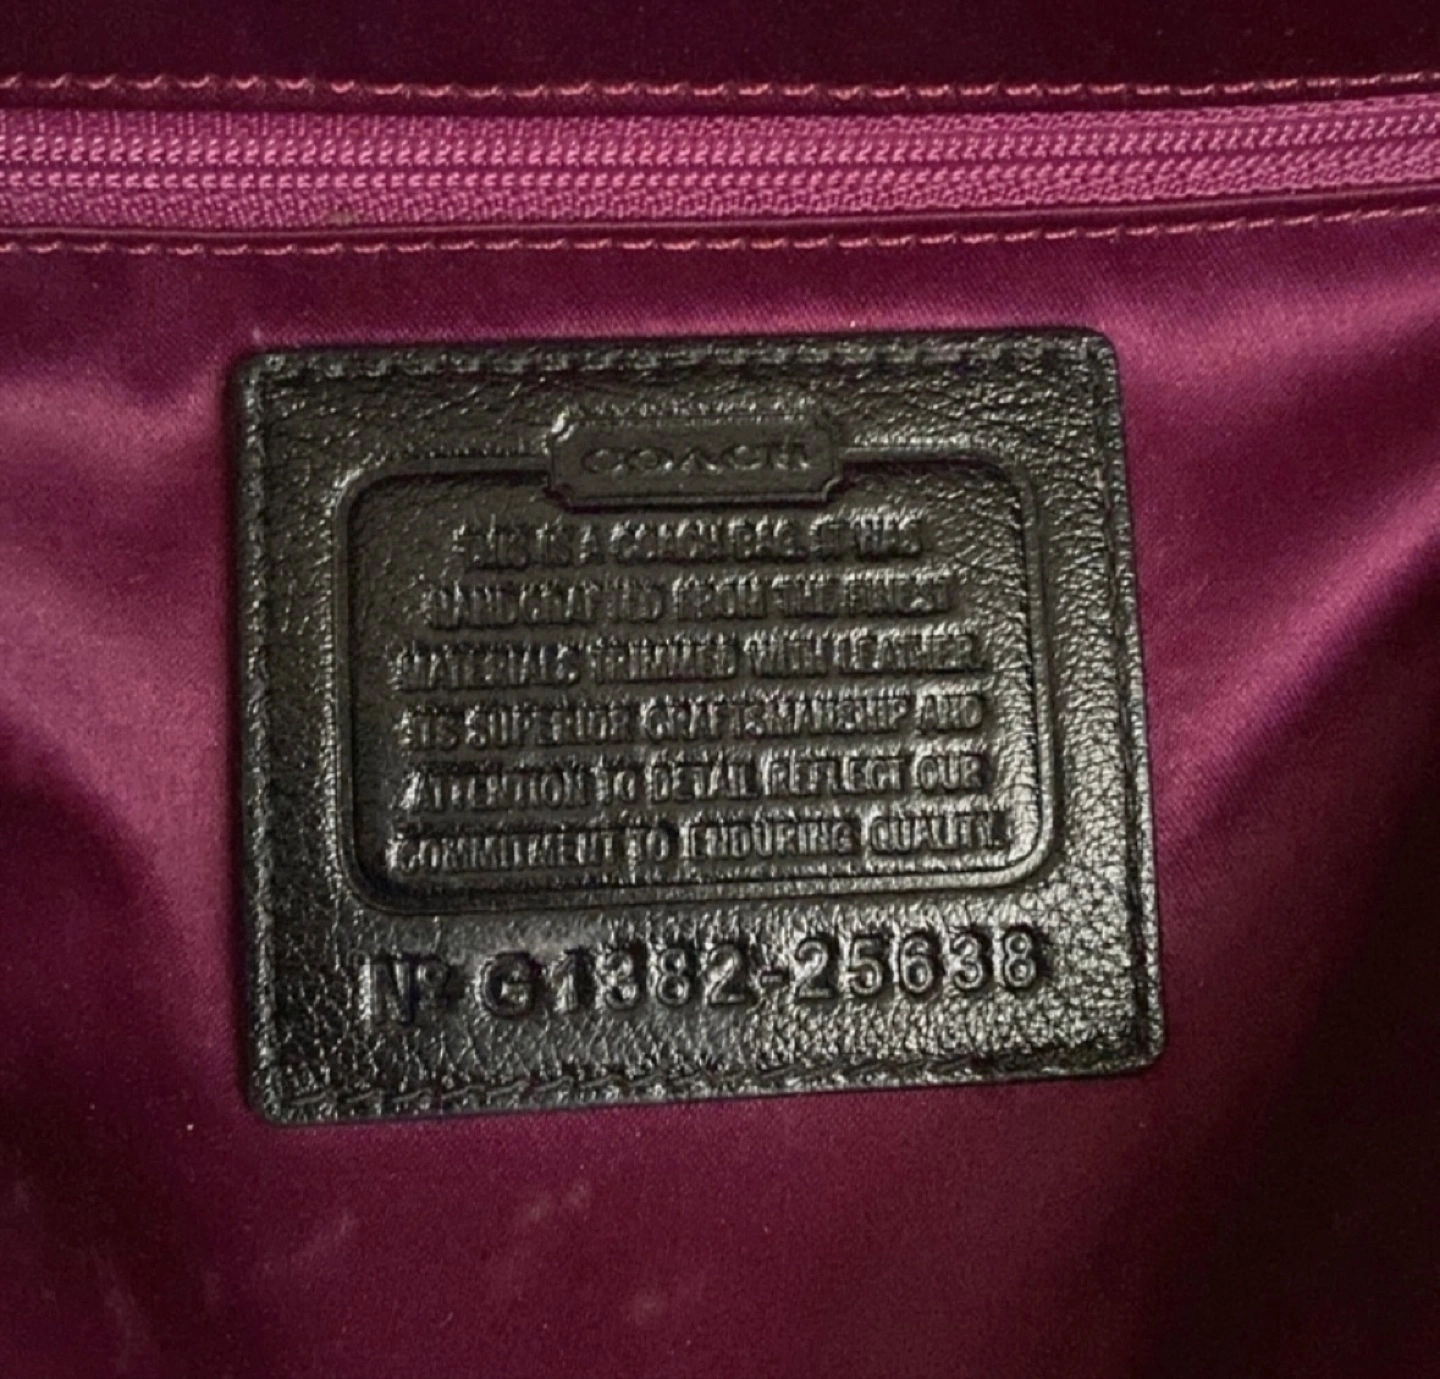 COACH
THIS IS A COACH BAG. IT WAS
HANDCRAFTED FROM THE FINEST
MATERIALS, TRIMMED WITH LEATHER.
ITS SUPERIOR CRAFTSMANSHIP AND
ATTENTION TO DETAIL REFLECT OUR
COMMITMENT TO ENDURING QUALITY.
Nº G1382-25638